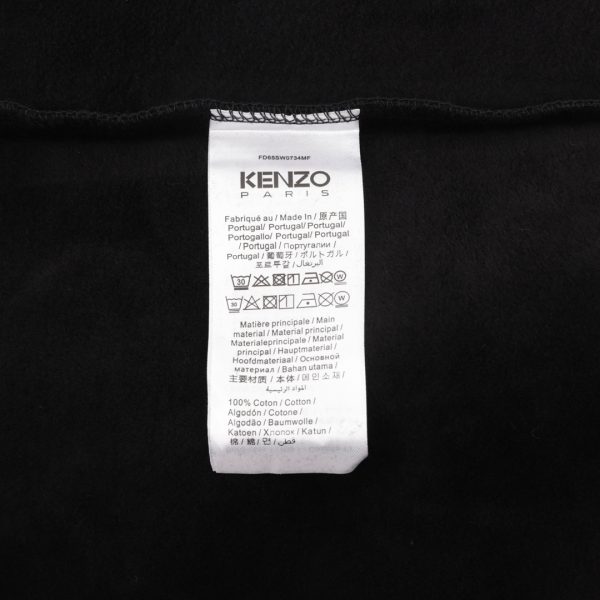 FD65SW0734MF
KENZO
PARIS
Fabriqué au / Made In / 原产国
Portugal/ Portugal/ Portugal/
Portogallo/ Portugal/ Portugal
/ Portugal / Португалии /
Portugal / 葡萄牙 / ポルトガル /
포르투갈 / البرتغال
30 W
30 W
Matière principale / Main
material / Material principal /
Materialeprincipale / Material
principal / Hauptmaterial /
Hoofdmateriaal / Основной
материал / Bahan utama /
主要材质 / 本体 / 메인소재 /
المواد الرئيسية
100% Coton / Cotton /
Algodón / Cotone /
Algodão / Baumwolle /
Katoen / Хлопок / Katun /
棉 / 綿 / 면 / قطن